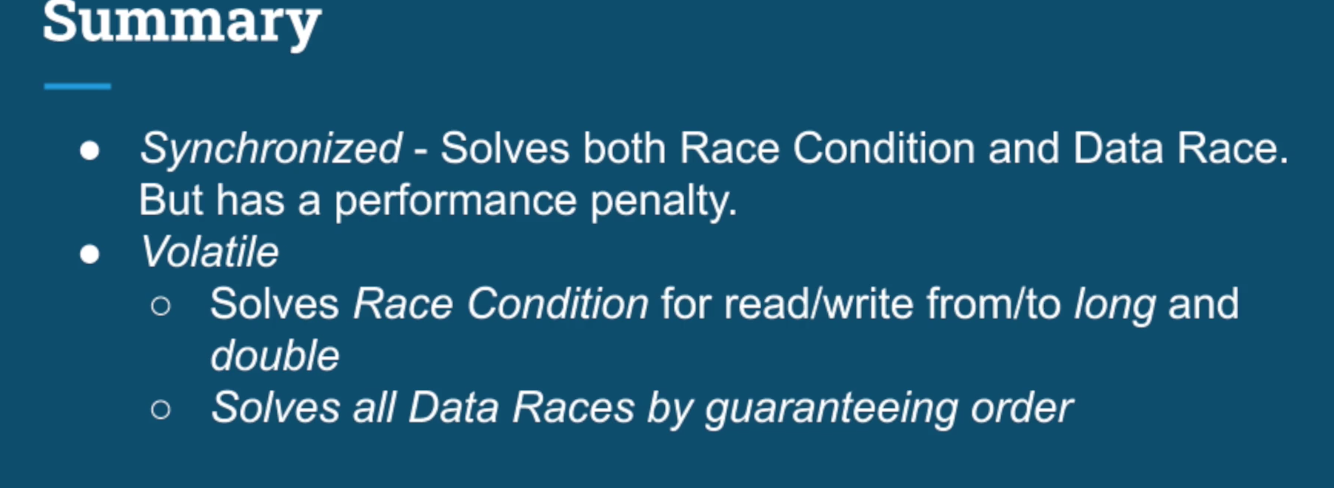 Summary
● Synchronized - Solves both Race Condition and Data Race.
But has a performance penalty.
● Volatile
○ Solves Race Condition for read/write from/to long and
double
○ Solves all Data Races by guaranteeing order